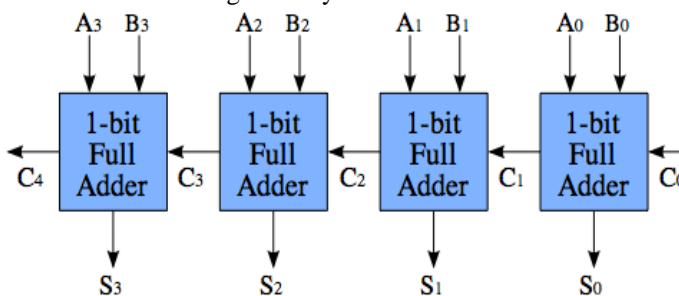 A3 B3 A2 B2 A1 B1 A0 B0
1-bit Full Adder 1-bit Full Adder 1-bit Full Adder 1-bit Full Adder
C4 C3 C2 C1 C0
S3 S2 S1 S0